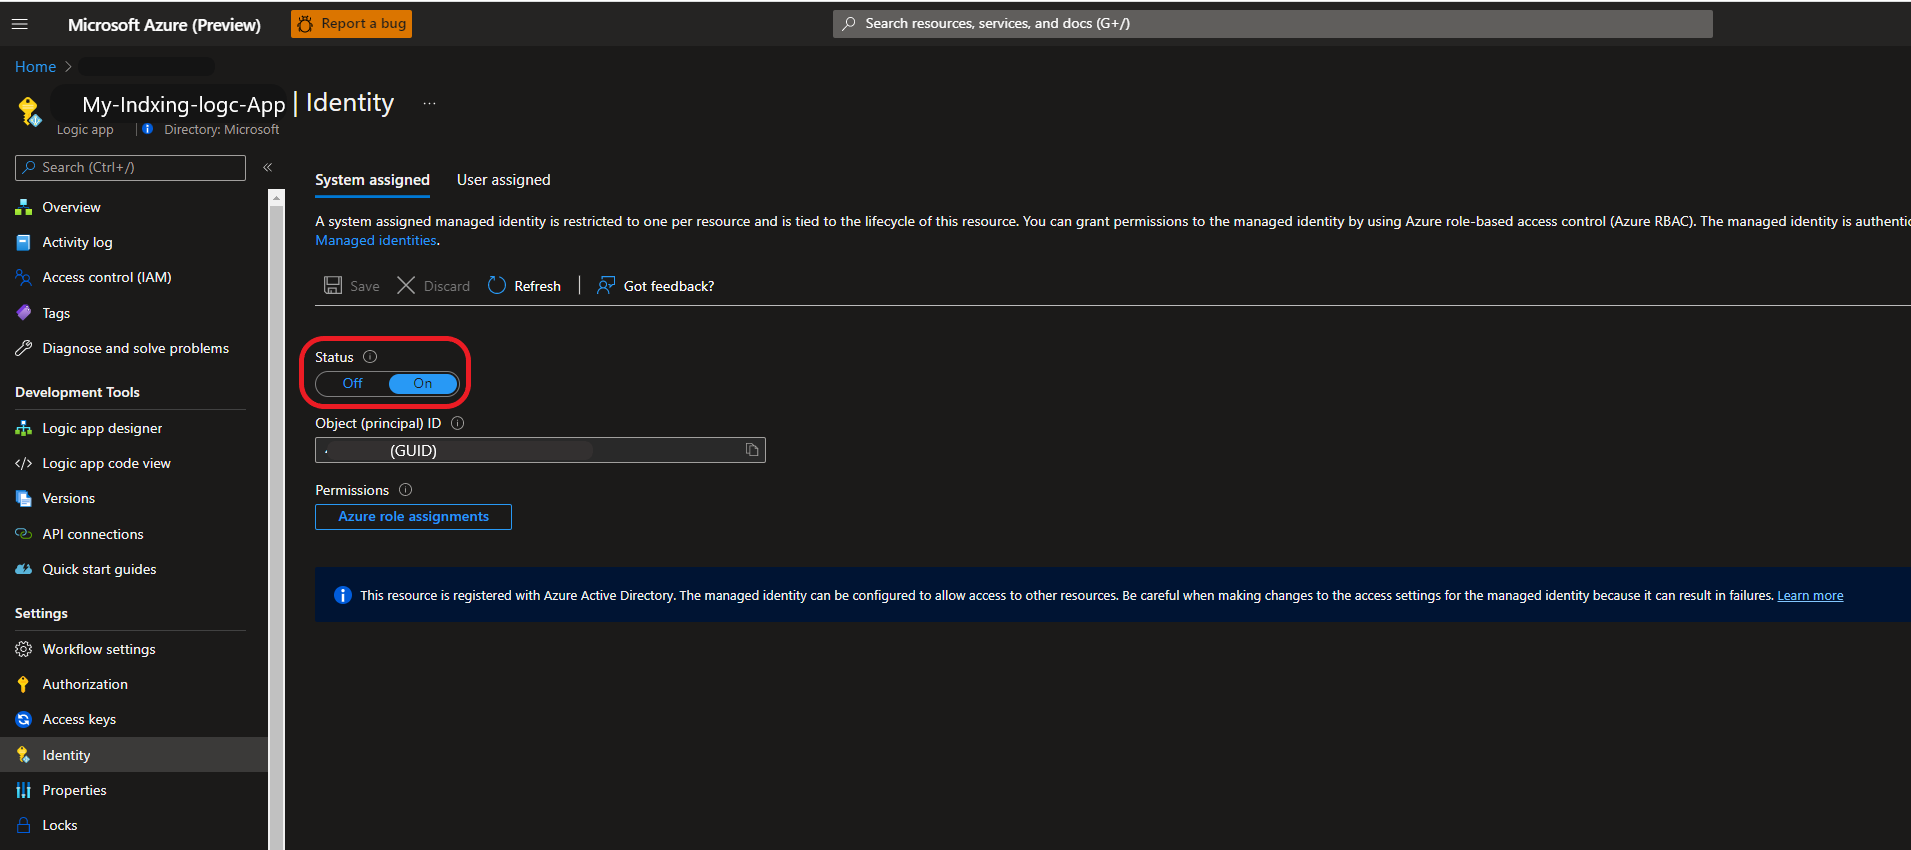 Microsoft Azure (Preview)
Report a bug
Search resources, services, and docs (G+/)
Home >
My-Indxing-logc-App | Identity ...
Logic app | Directory: Microsoft
Search (Ctrl+/) «
Overview
Activity log
Access control (IAM)
Tags
Diagnose and solve problems
Development Tools
Logic app designer
Logic app code view
Versions
API connections
Quick start guides
Settings
Workflow settings
Authorization
Access keys
Identity
Properties
Locks
System assigned
User assigned
A system assigned managed identity is restricted to one per resource and is tied to the lifecycle of this resource. You can grant permissions to the managed identity by using Azure role-based access control (Azure RBAC). The managed identity is authentic
Managed identities.
Save
Discard
Refresh
Got feedback?
Status
Off
On
Object (principal) ID
(GUID)
Permissions
Azure role assignments
This resource is registered with Azure Active Directory. The managed identity can be configured to allow access to other resources. Be careful when making changes to the access settings for the managed identity because it can result in failures. Learn more